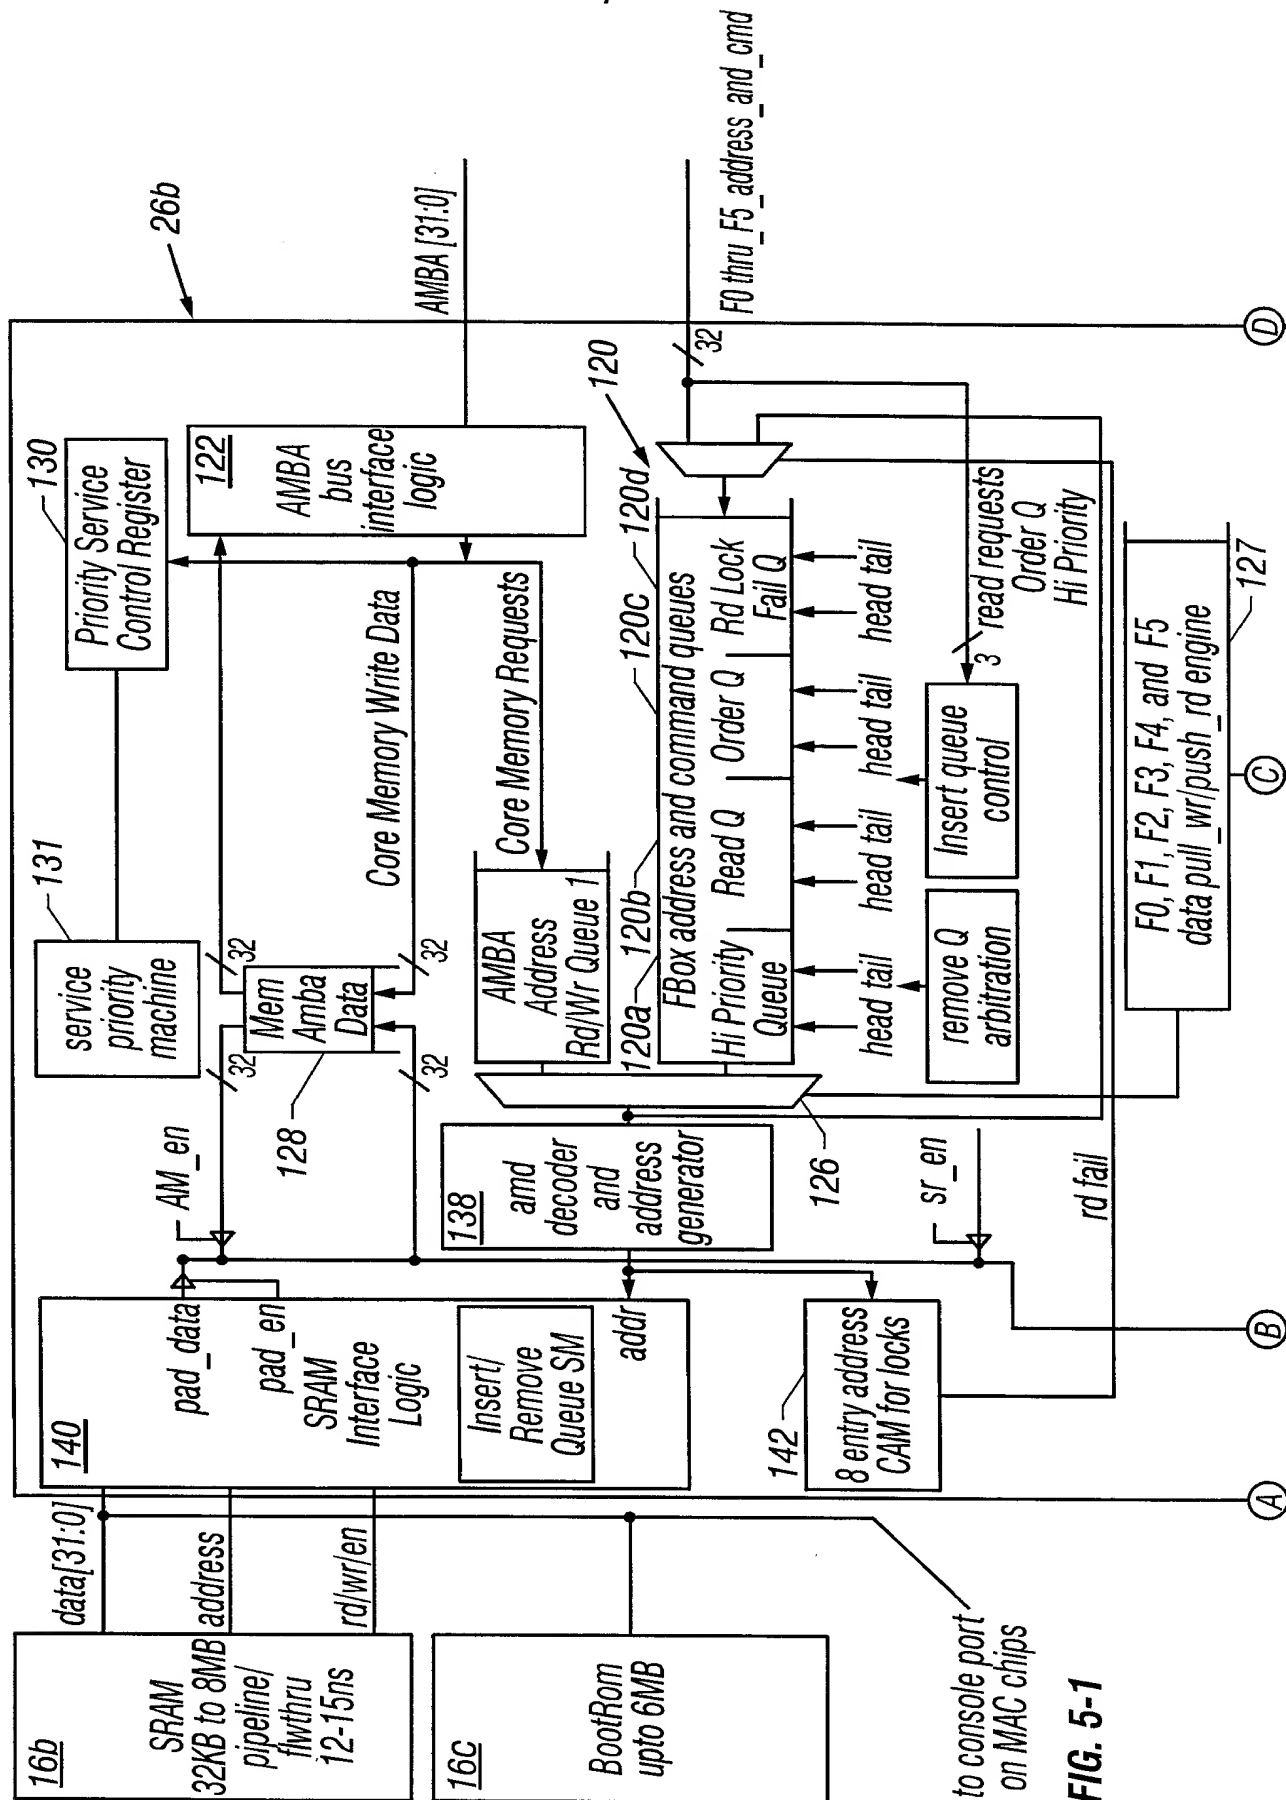 16b
SRAM
32KB to 8MB
pipeline/
flwthru
12-15ns
data[31:0]
address
rd/wr/en
16c
BootRom
upto 6MB
to console port
on MAC chips
FIG. 5-1
140
pad_data
pad_en
SRAM
Interface
Logic
Insert/
Remove
Queue SM
addr
142
8 entry address
CAM for locks
A
B
C
D
AM_en
sr_en
rd fail
138
amd
decoder
and
address
generator
126
131
service
priority
machine
130
Priority Service
Control Register
128
Mem
Amba
Data
32
32
32
32
Core Memory Write Data
Core Memory Requests
AMBA
Address
Rd/Wr Queue 1
122
AMBA
bus
interface
logic
26b
AMBA [31:0]
120
120a
120b
120c
120d
FBox address and command queues
Hi Priority
Queue
Read Q
Order Q
Rd Lock
Fail Q
head tail
head tail
head tail
head tail
remove Q
arbitration
Insert queue
control
3
read requests
Order Q
Hi Priority
32
F0 thru_F5_address_and_cmd
F0, F1, F2, F3, F4, and F5
data pull_wr/push_rd engine
127